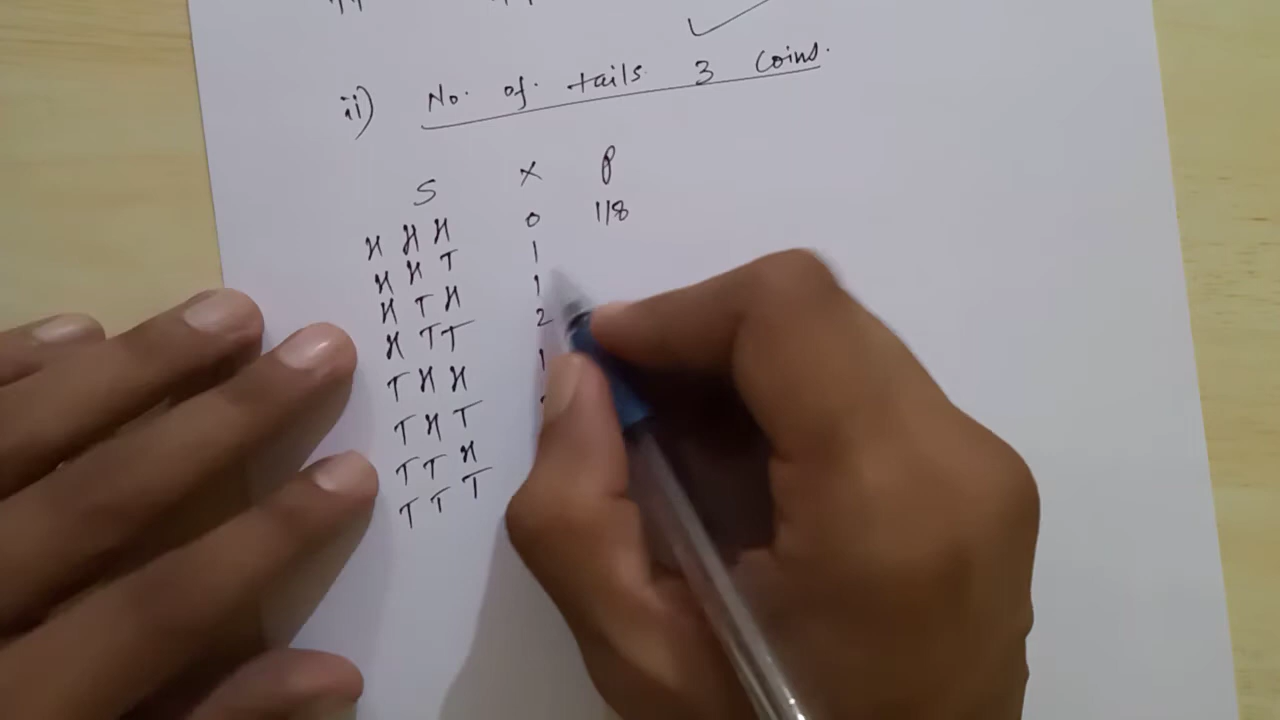 ii) No. of. tails. 3 Coins.
S X P
H H H 0 1/8
H H T 1
H T H 1
H T T 2
T H H 1
T H T
T T H
T T T